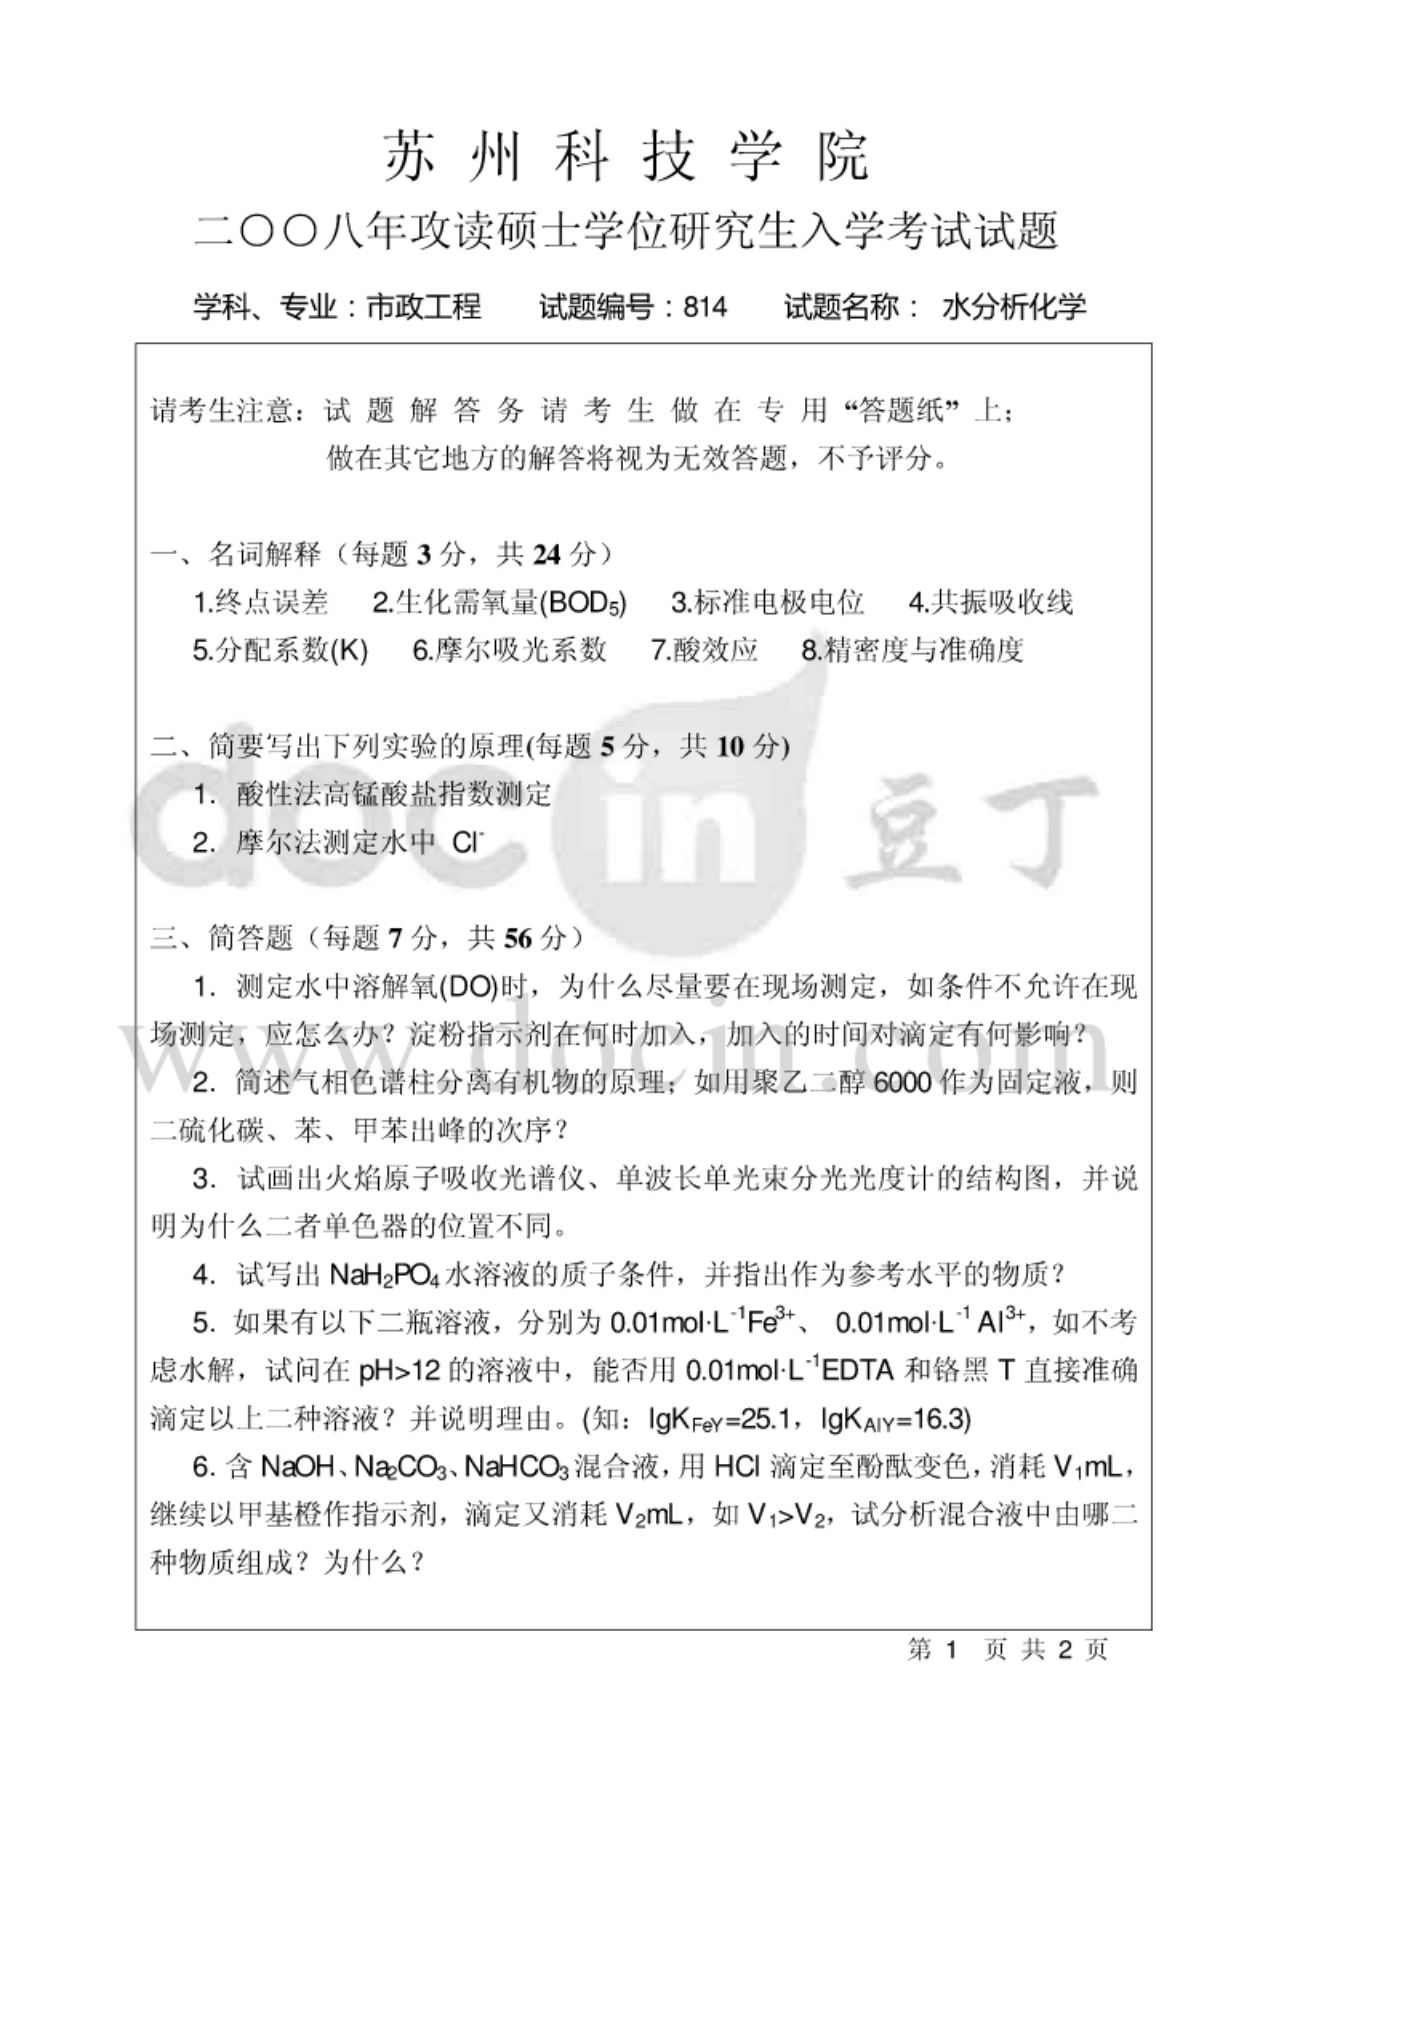 苏州科技学院
二〇〇八年攻读硕士学位研究生入学考试试题
学科、专业：市政工程 试题编号：814 试题名称： 水分析化学
请考生注意：试 题 解 答 务 请 考 生 做 在 专 用 “答题纸” 上；
做在其它地方的解答将视为无效答题，不予评分。
一、名词解释（每题 3 分，共 24 分）
1.终点误差 2.生化需氧量(BOD₅) 3.标准电极电位 4.共振吸收线
5.分配系数(K) 6.摩尔吸光系数 7.酸效应 8.精密度与准确度
二、简要写出下列实验的原理(每题 5 分，共 10 分)
1．酸性法高锰酸盐指数测定
2．摩尔法测定水中 Cl⁻
三、简答题（每题 7 分，共 56 分）
1．测定水中溶解氧(DO)时，为什么尽量要在现场测定，如条件不允许在现
场测定，应怎么办？淀粉指示剂在何时加入，加入的时间对滴定有何影响？
2．简述气相色谱柱分离有机物的原理；如用聚乙二醇 6000 作为固定液，则
二硫化碳、苯、甲苯出峰的次序？
3．试画出火焰原子吸收光谱仪、单波长单光束分光光度计的结构图，并说
明为什么二者单色器的位置不同。
4．试写出 NaH₂PO₄ 水溶液的质子条件，并指出作为参考水平的物质？
5．如果有以下二瓶溶液，分别为 0.01mol·L⁻¹Fe³⁺、 0.01mol·L⁻¹ Al³⁺，如不考
虑水解，试问在 pH>12 的溶液中，能否用 0.01mol·L⁻¹EDTA 和铬黑 T 直接准确
滴定以上二种溶液？并说明理由。(知：lgK_FeY=25.1，lgK_AlY=16.3)
6．含 NaOH、Na₂CO₃、NaHCO₃ 混合液，用 HCl 滴定至酚酞变色，消耗 V₁mL，
继续以甲基橙作指示剂，滴定又消耗 V₂mL，如 V₁>V₂，试分析混合液中由哪二
种物质组成？为什么？
第 1 页 共 2 页
docin 豆丁
www.docin.com